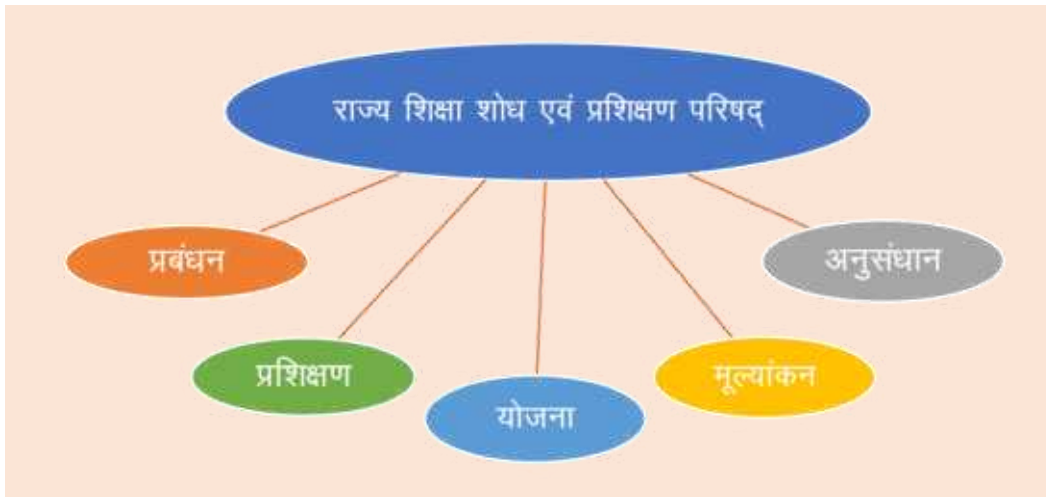 राज्य शिक्षा शोध एवं प्रशिक्षण परिषद्
प्रबंधन
अनुसंधान
प्रशिक्षण
मूल्यांकन
योजना